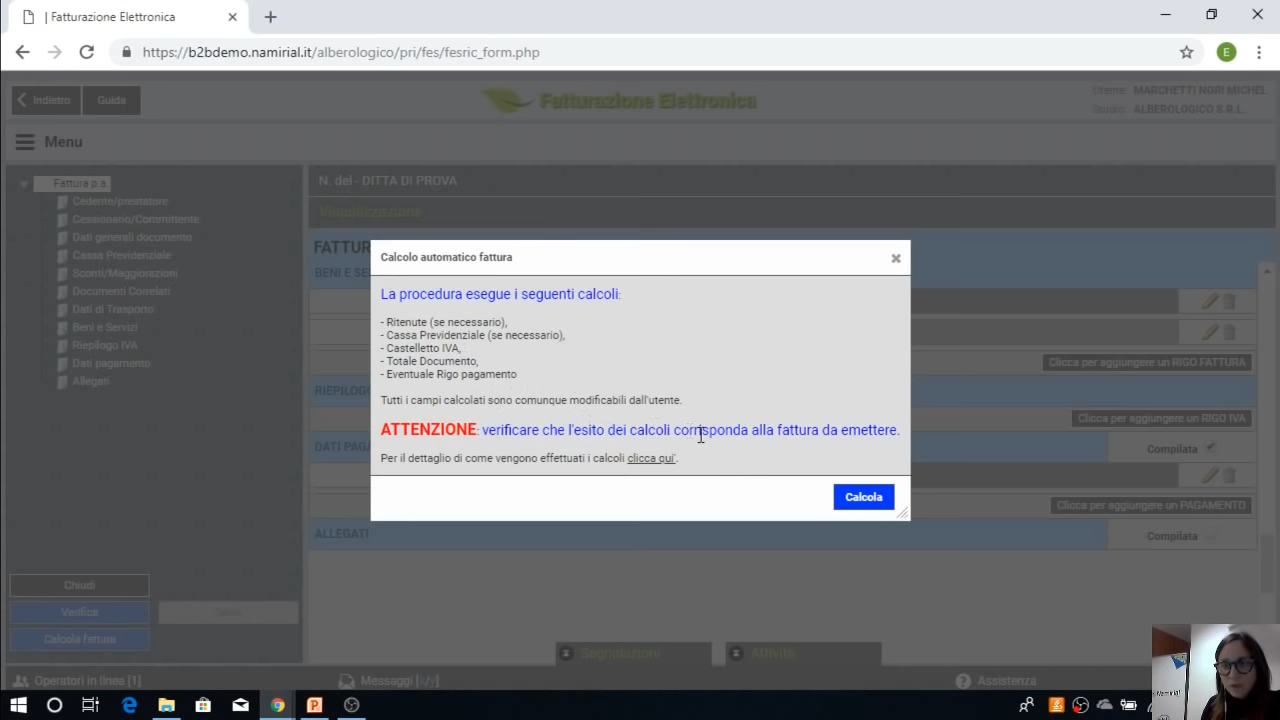 | Fatturazione Elettronica
https://b2bdemo.namirial.it/alberologico/pri/fes/fesric_form.php
E
Indietro
Guida
Fatturazione Elettronica
Utente: MARCHETTI NORI MICHEL
Studio: ALBEROLOGICO S.R.L.
Menu
Fattura p.a.
Cedente/prestatore
Cessionario/Committente
Dati generali documento
Cassa Previdenziale
Sconti/Maggiorazioni
Documenti Correlati
Dati di Trasporto
Beni e Servizi
Riepilogo IVA
Dati pagamento
Allegati
N. del - DITTA DI PROVA
Visualizzazione
FATTUR
BENI E SE
Calcolo automatico fattura
La procedura esegue i seguenti calcoli:
- Ritenute (se necessario),
- Cassa Previdenziale (se necessario),
- Castelletto IVA,
- Totale Documento,
- Eventuale Rigo pagamento
Tutti i campi calcolati sono comunque modificabili dall'utente.
ATTENZIONE: verificare che l'esito dei calcoli corrisponda alla fattura da emettere.
Per il dettaglio di come vengono effettuati i calcoli clicca qui'.
Calcola
Clicca per aggiungere un RIGO FATTURA
RIEPILOG
Clicca per aggiungere un RIGO IVA
DATI PAGA
Compilata
Clicca per aggiungere un PAGAMENTO
ALLEGATI
Compilata
Chiudi
Verifica
Calcola fattura
Segnalazioni
Attività
Operatori in linea [1]
Messaggi [x/y]
Assistenza
Namirial